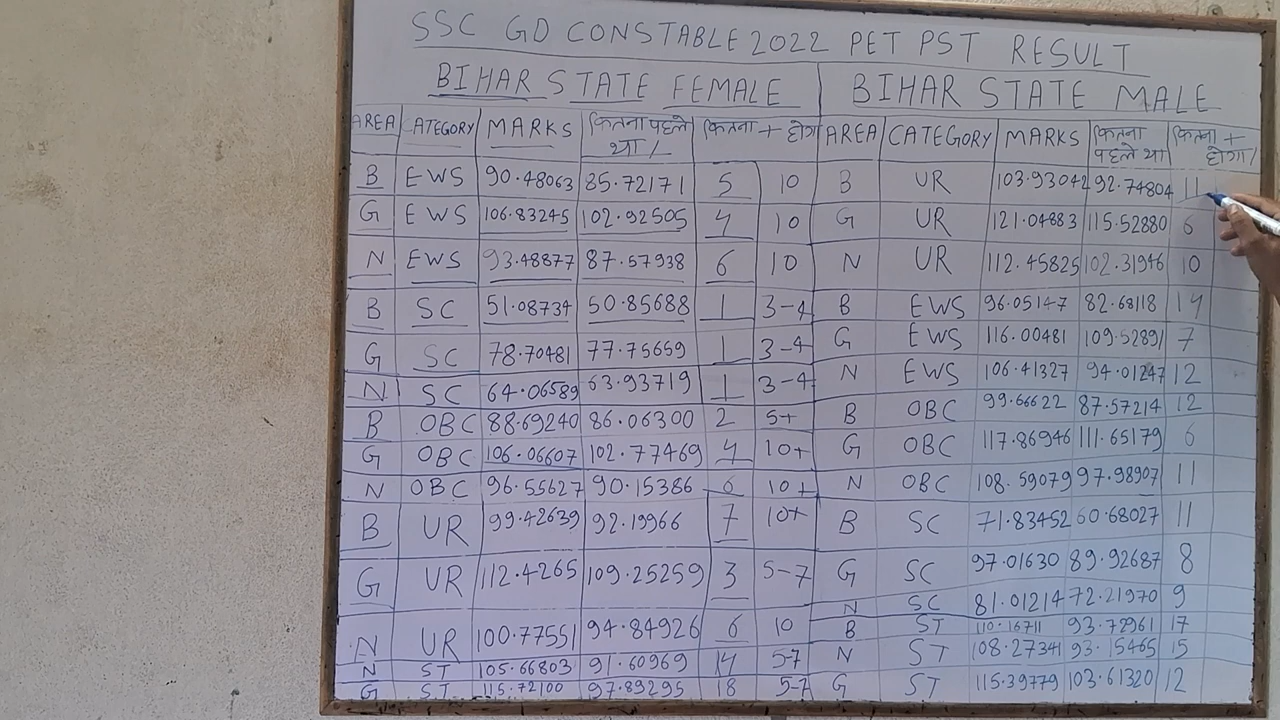 SSC GD CONSTABLE 2022 PET PST RESULT
BIHAR STATE FEMALE BIHAR STATE MALE
AREA CATEGORY MARKS कितना पहले था। कितना + होगा AREA CATEGORY MARKS कितना पहले था कितना + होगा।
B EWS 90.48063 85.72171 5 10 B UR 103.93042 92.74804 11
G EWS 106.83245 102.92505 4 10 G UR 121.04883 115.52880 6
N EWS 93.48877 87.57938 6 10 N UR 112.45825 102.31946 10
B SC 51.08734 50.85688 1 3-4 B EWS 96.05147 82.68118 14
G SC 78.70481 77.75659 1 3-4 G EWS 116.00481 109.52891 7
N SC 64.06589 63.93719 1 3-4 N EWS 106.41327 94.01247 12
B OBC 88.69240 86.06300 2 5+ B OBC 99.66622 87.57214 12
G OBC 106.06607 102.77469 4 10+ G OBC 117.86946 111.65179 6
N OBC 96.55627 90.15386 6 10+ N OBC 108.59079 97.98907 11
B UR 99.42639 92.19966 7 10+ B SC 71.83452 60.68027 11
G UR 112.4265 109.25259 3 5-7 G SC 97.01630 89.92687 8
N SC 81.01214 72.21970 9
N UR 100.77551 94.84926 6 10 B ST 110.16711 93.72961 17
N ST 105.66803 91.60969 14 5-7 N ST 108.27341 93.15465 15
G ST 115.72100 97.89295 18 5-7 G ST 115.39779 103.61320 12